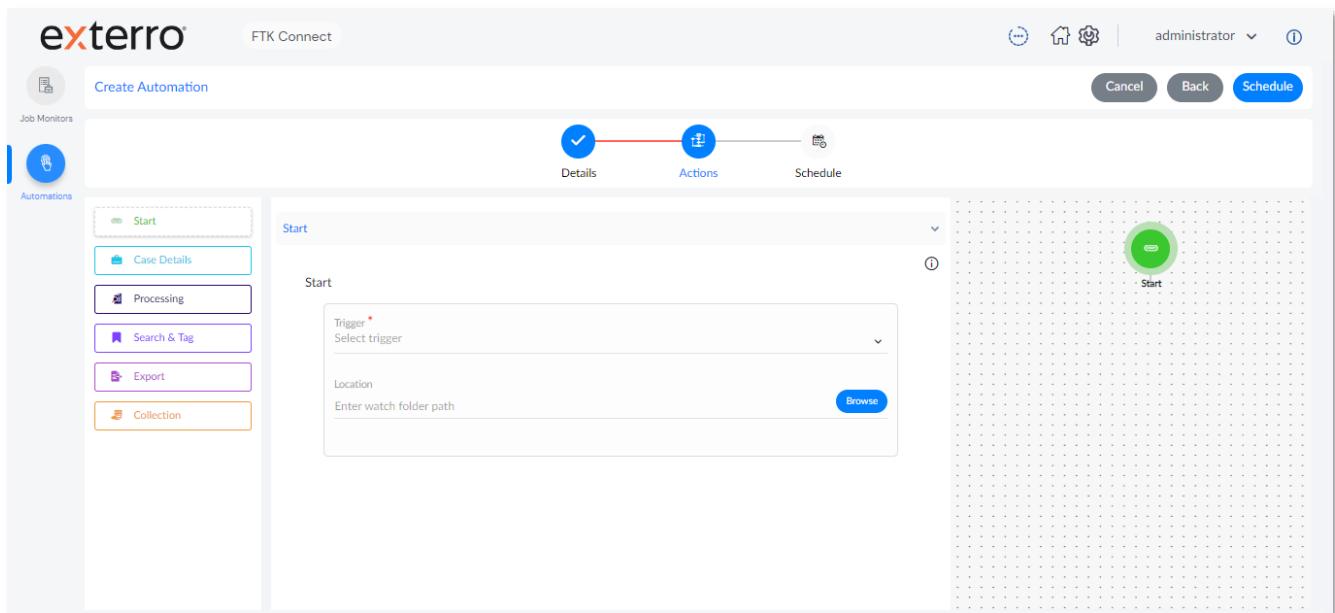 exterro
FTK Connect
administrator
Job Monitors
Automations
Create Automation
Cancel
Back
Schedule
Details
Actions
Schedule
Start
Case Details
Processing
Search & Tag
Export
Collection
Start
Start
Trigger *
Select trigger
Location
Enter watch folder path
Browse
Start